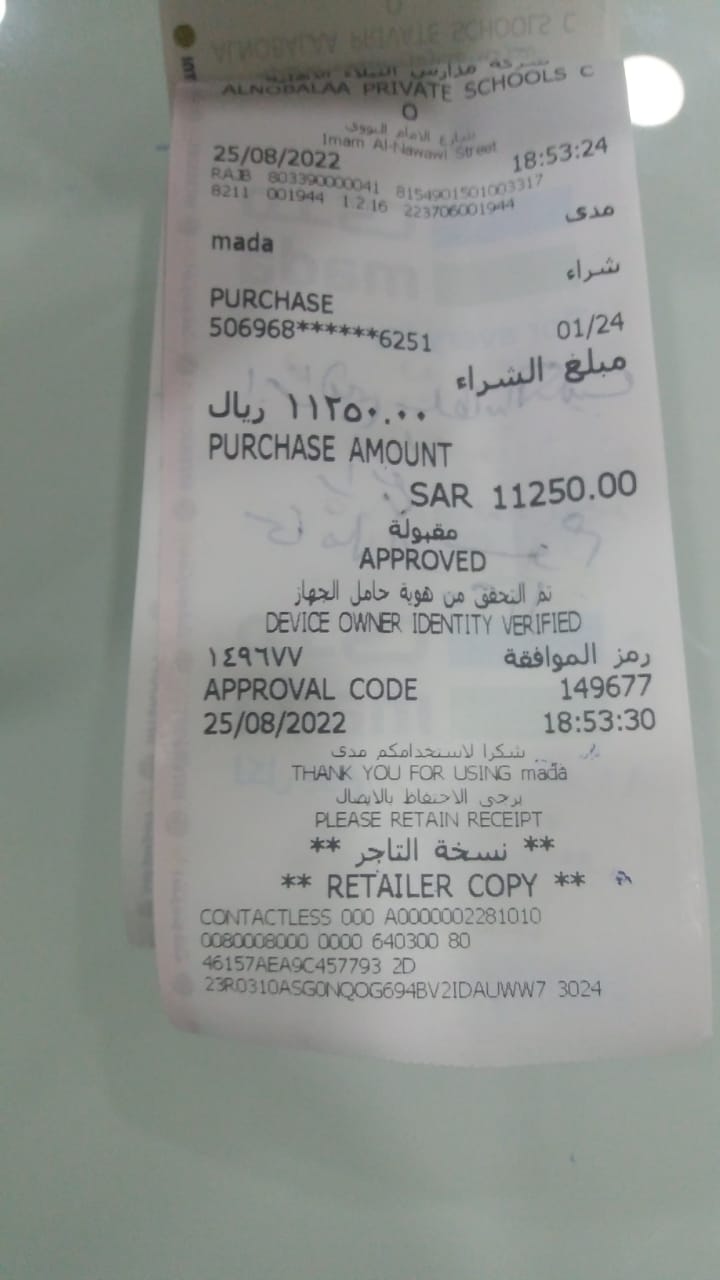 شركة مدارس النبلاء الاهلية
ALNOBALAA PRIVATE SCHOOLS C
O
شارع الامام النووي
Imam Al-Nawawi Street
25/08/2022 18:53:24
RAJB 803390000041 8154901501003317
8211 001944 1.2.16 223706001944
مدى
mada
شراء
PURCHASE
506968******6251 01/24
مبلغ الشراء
١١٢٥٠.٠٠ ريال
PURCHASE AMOUNT
SAR 11250.00
مقبولة
APPROVED
تم التحقق من هوية حامل الجهاز
DEVICE OWNER IDENTITY VERIFIED
رمز الموافقة ١٤٩٦٧٧
APPROVAL CODE 149677
25/08/2022 18:53:30
شكرا لاستخدامكم مدى
THANK YOU FOR USING mada
يرجى الاحتفاظ بالايصال
PLEASE RETAIN RECEIPT
** نسخة التاجر **
** RETAILER COPY **
CONTACTLESS 000 A0000002281010
0080008000 0000 640300 80
46157AEA9C457793 2D
23R0310ASG0NQOG694BV2IDAUWW7 3024